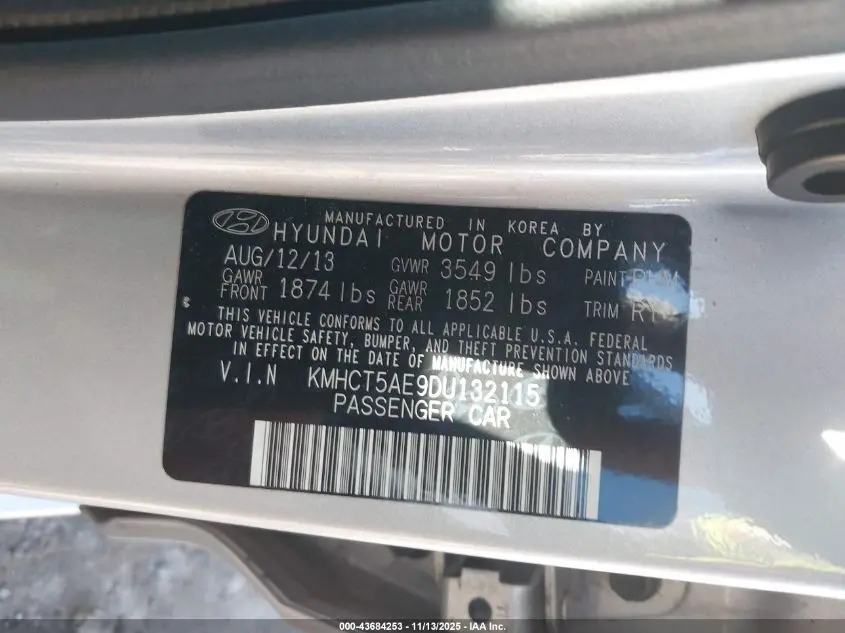 MANUFACTURED IN KOREA BY
HYUNDAI MOTOR COMPANY
AUG/12/13 GVWR 3549 lbs PAINT
GAWR FRONT 1874 lbs GAWR REAR 1852 lbs TRIM
THIS VEHICLE CONFORMS TO ALL APPLICABLE U.S.A. FEDERAL
MOTOR VEHICLE SAFETY, BUMPER, AND THEFT PREVENTION STANDARDS
IN EFFECT ON THE DATE OF MANUFACTURE SHOWN ABOVE
V.I.N KMHCT5AE9DU132115
PASSENGER CAR
000-43684253 - 11/13/2025 - IAA Inc.